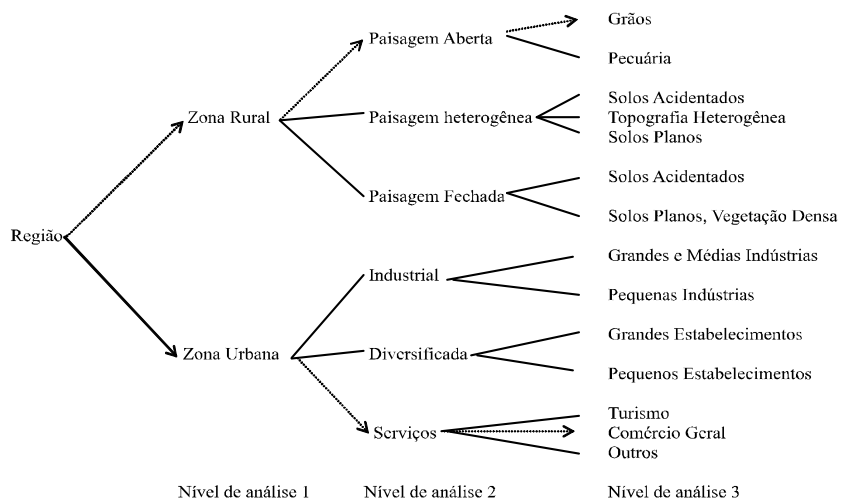 Grãos
Paisagem Aberta
Pecuária
Solos Acidentados
Zona Rural
Paisagem heterogênea
Topografia Heterogênea
Solos Planos
Solos Acidentados
Paisagem Fechada
Solos Planos, Vegetação Densa
Região
Grandes e Médias Indústrias
Industrial
Pequenas Indústrias
Grandes Estabelecimentos
Zona Urbana
Diversificada
Pequenos Estabelecimentos
Turismo
Serviços
Comércio Geral
Outros
Nível de análise 1
Nível de análise 2
Nível de análise 3